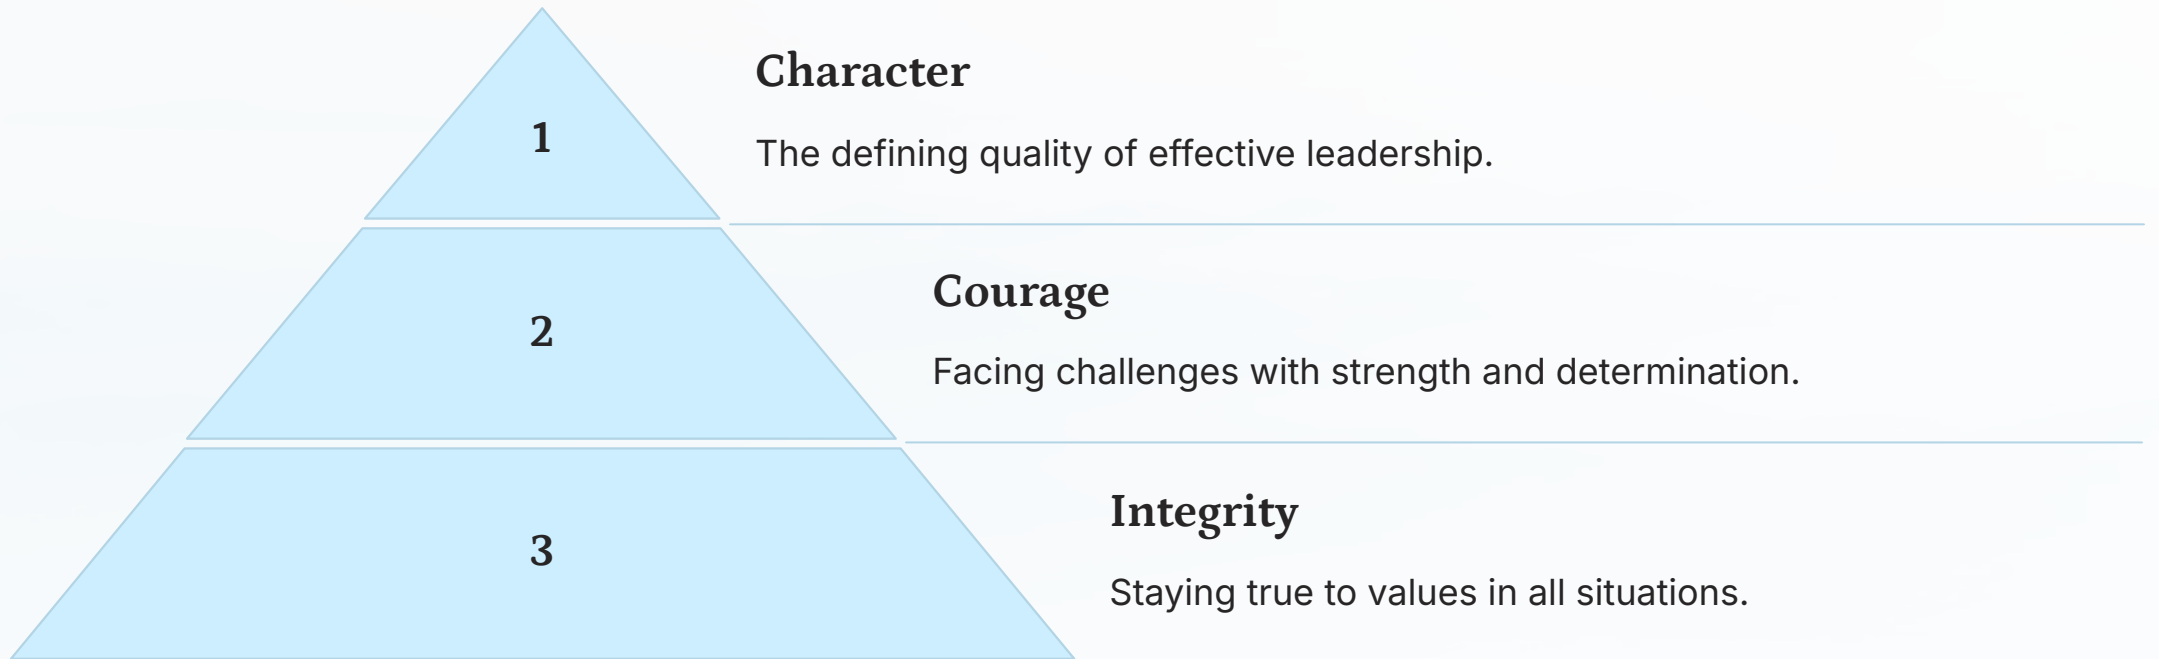 1
Character
The defining quality of effective leadership.
2
Courage
Facing challenges with strength and determination.
3
Integrity
Staying true to values in all situations.